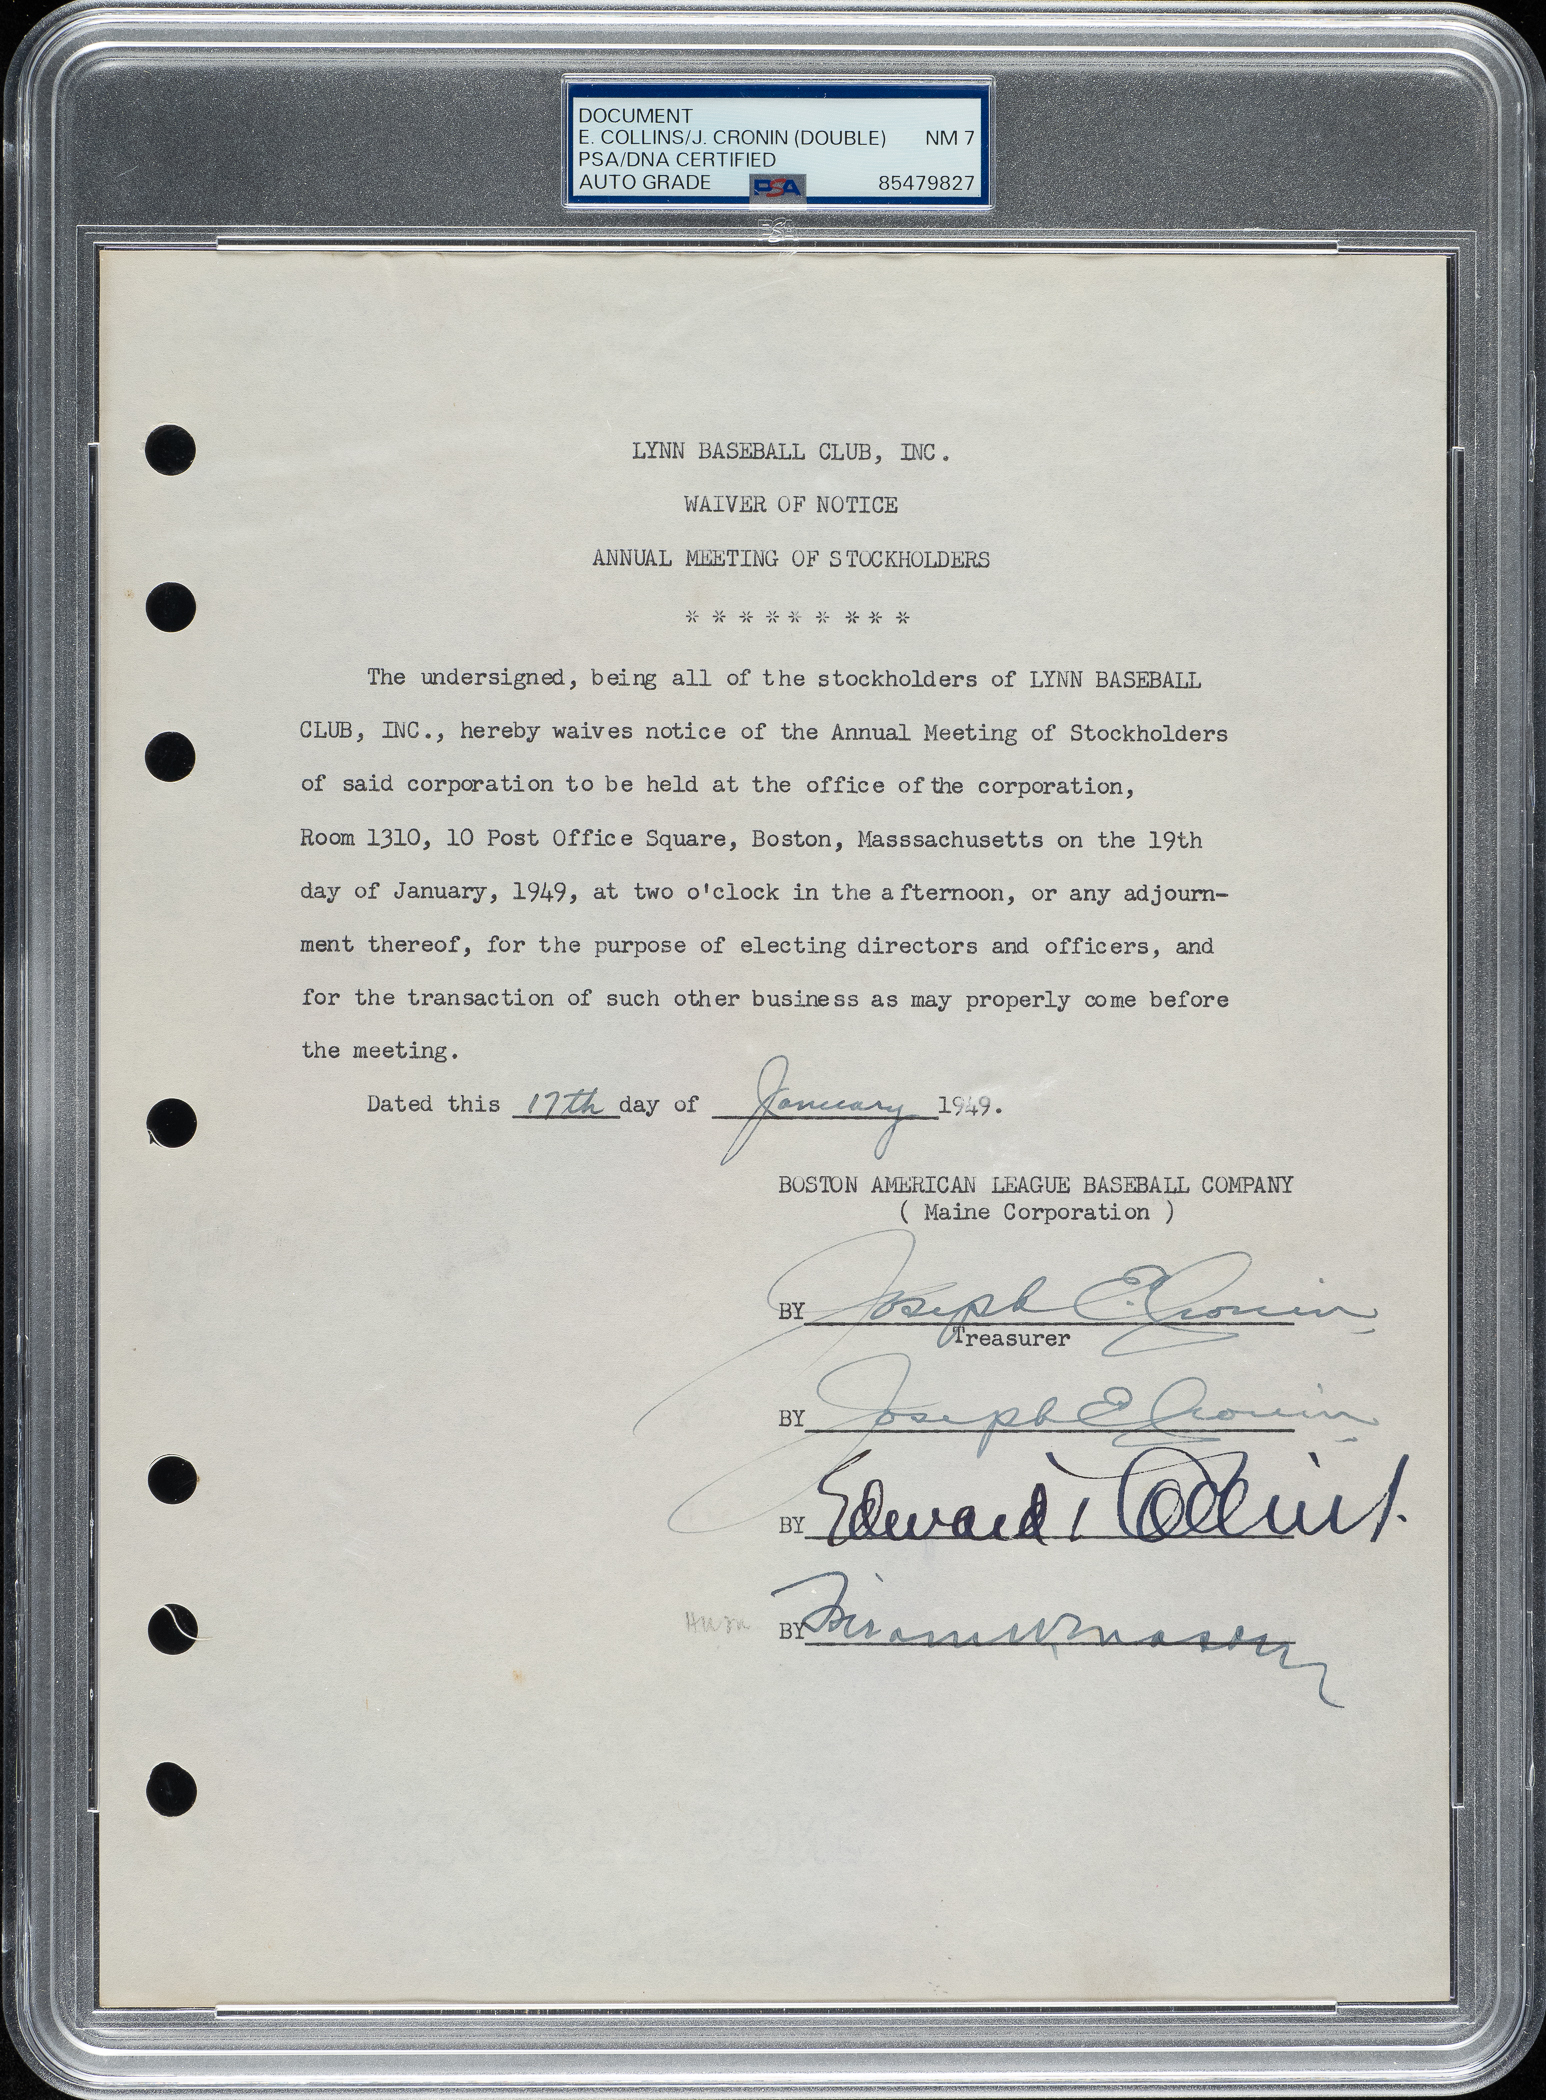 DOCUMENT
E. COLLINS/J. CRONIN (DOUBLE) NM 7
PSA/DNA CERTIFIED
AUTO GRADE PSA 85479827
PSA
LYNN BASEBALL CLUB, INC.
WAIVER OF NOTICE
ANNUAL MEETING OF STOCKHOLDERS
* * * * * * * * *
The undersigned, being all of the stockholders of LYNN BASEBALL
CLUB, INC., hereby waives notice of the Annual Meeting of Stockholders
of said corporation to be held at the office of the corporation,
Room 1310, 10 Post Office Square, Boston, Masssachusetts on the 19th
day of January, 1949, at two o'clock in the afternoon, or any adjourn-
ment thereof, for the purpose of electing directors and officers, and
for the transaction of such other business as may properly come before
the meeting.
Dated this 17th day of January 1949.
BOSTON AMERICAN LEAGUE BASEBALL COMPANY
( Maine Corporation )
BY Joseph E. Cronin
Treasurer
BY Joseph E Cronin
BY Edward T Collins.
BY Hiram W. Mason